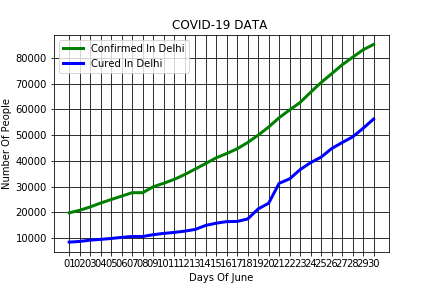 COVID-19 DATA
Confirmed In Delhi
Cured In Delhi
80000
70000
60000
50000
40000
30000
20000
10000
Number Of People
010203040506070809101112131415161718192021222324252627282930
Days Of June